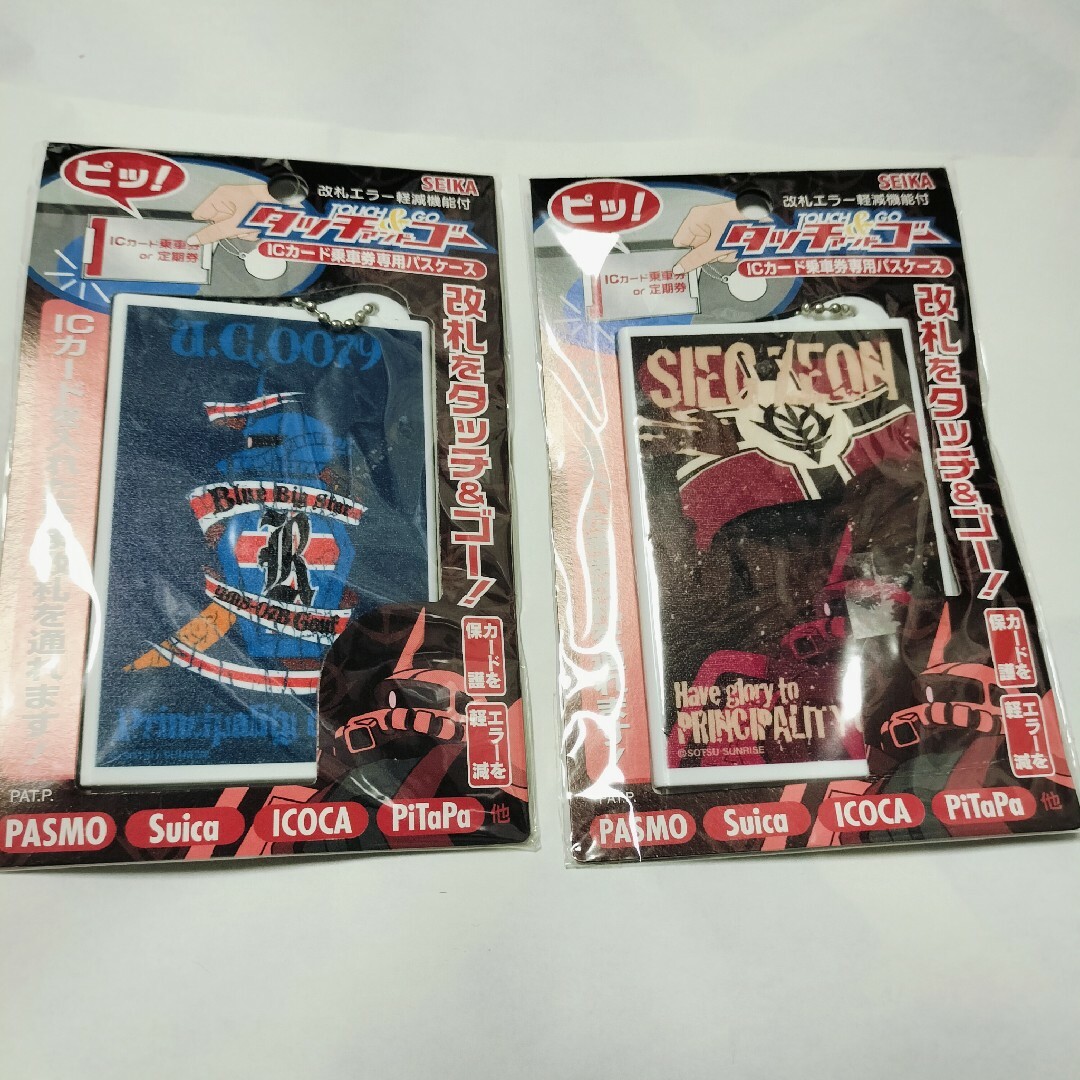 ピッ!
改札エラー軽減機能付
SEIKA
TOUCH & GO
タッチアンドゴー
ICカード乗車券専用パスケース
ICカード乗車券
or 定期券
改札をタッチ&ゴー!
u.c.0079
Blue Big Star
R
Principality
カードを
保護
エラーを
軽減
PAT.P.
PASMO
Suica
ICOCA
PiTaPa
他
ピッ!
改札エラー軽減機能付
SEIKA
TOUCH & GO
タッチアンドゴー
ICカード乗車券専用パスケース
ICカード乗車券
or 定期券
改札をタッチ&ゴー!
SIEG ZEON
Have glory to
PRINCIPALITY
©SOTSU SUNRISE
カードを
保護
エラーを
軽減
PAT.P.
PASMO
Suica
ICOCA
PiTaPa
他